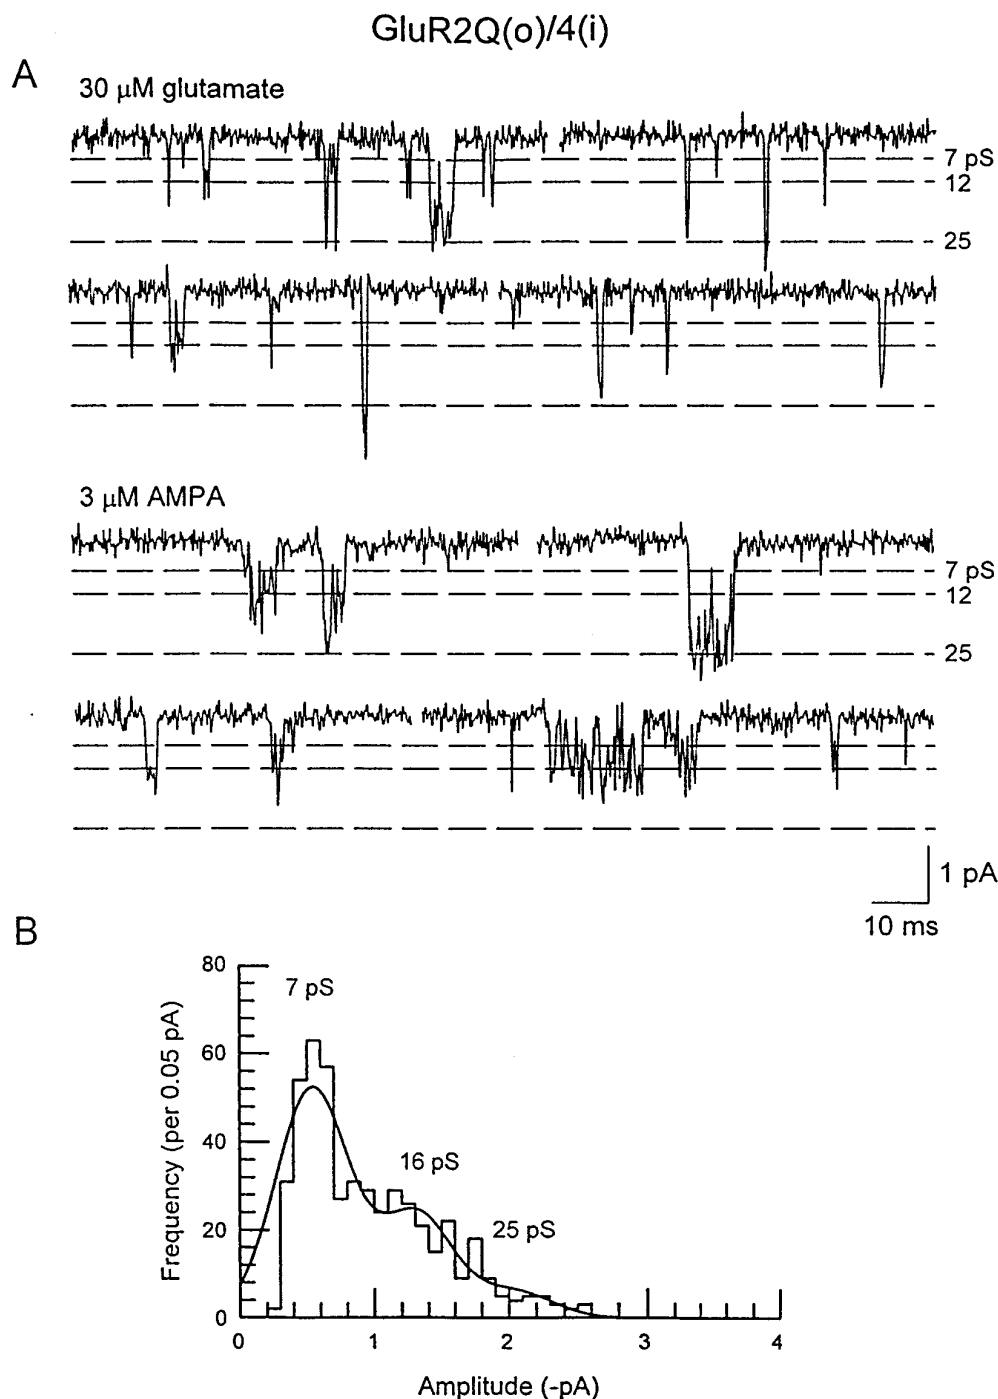 GluR2Q(o)/4(i)
A
30 μM glutamate
7 pS
12
25
3 μM AMPA
7 pS
12
25
1 pA
10 ms
B
Frequency (per 0.05 pA)
80
60
40
20
0
7 pS
16 pS
25 pS
0 1 2 3 4
Amplitude (-pA)